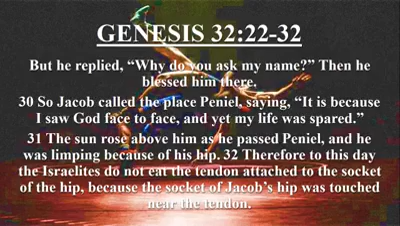 GENESIS 32:22-32
But he replied, “Why do you ask my name?” Then he
blessed him there.
30 So Jacob called the place Peniel, saying, “It is because
I saw God face to face, and yet my life was spared.”
31 The sun rose above him as he passed Peniel, and he
was limping because of his hip. 32 Therefore to this day
the Israelites do not eat the tendon attached to the socket
of the hip, because the socket of Jacob’s hip was touched
near the tendon.